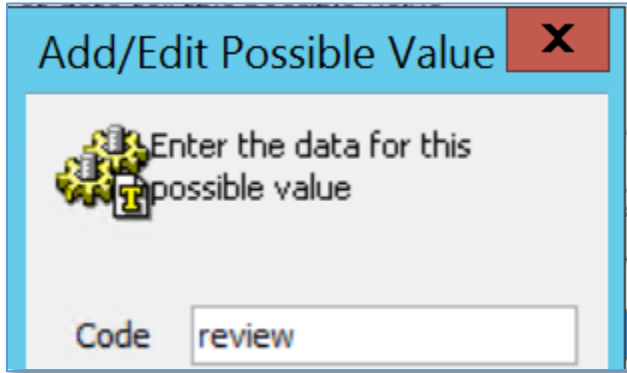 Add/Edit Possible Value
X
Enter the data for this
T
possible value
Code
review